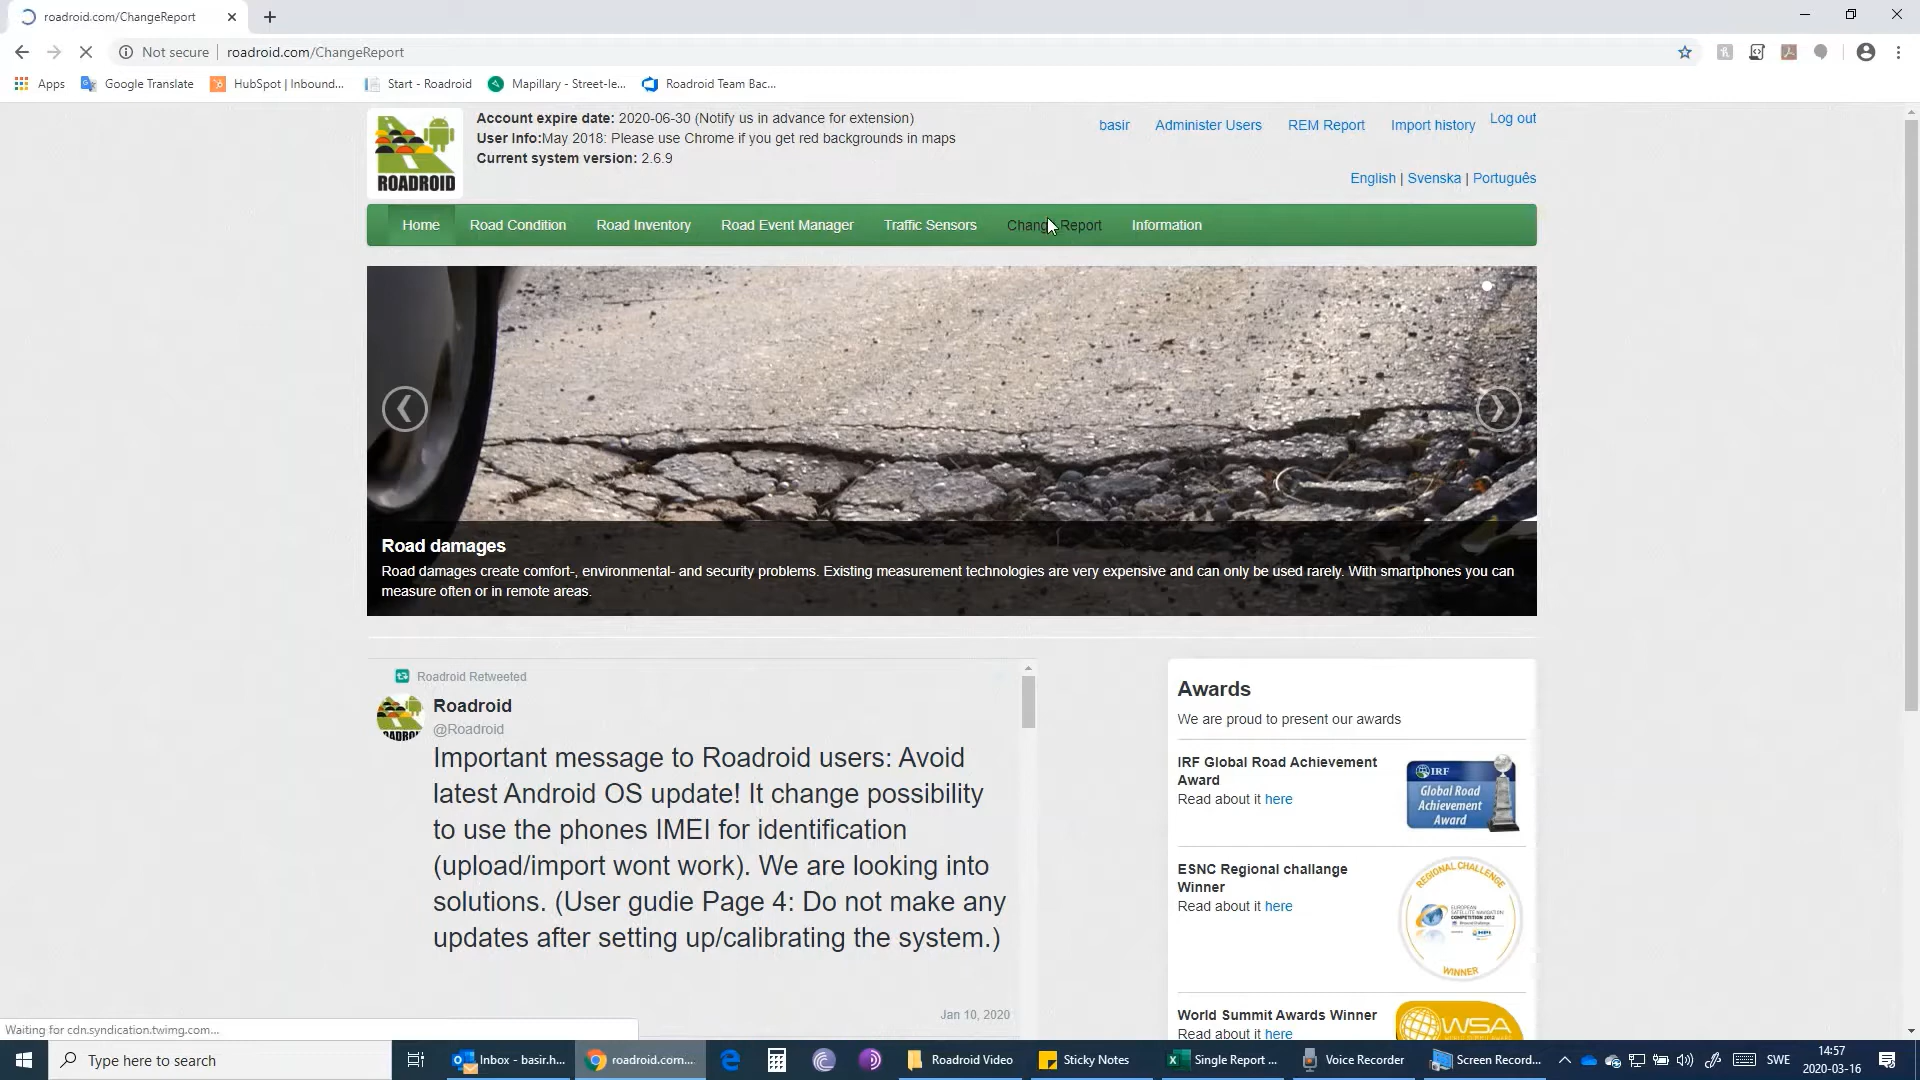 roadroid.com/ChangeReport
Not secure roadroid.com/ChangeReport
Apps Google Translate HubSpot | Inbound... Start - Roadroid Mapillary - Street-le... Roadroid Team Bac...
ROADROID
Account expire date: 2020-06-30 (Notify us in advance for extension)
User Info:May 2018: Please use Chrome if you get red backgrounds in maps
Current system version: 2.6.9
basir Administer Users REM Report Import history Log out
English | Svenska | Português
Home Road Condition Road Inventory Road Event Manager Traffic Sensors Change Report Information
Road damages
Road damages create comfort-, environmental- and security problems. Existing measurement technologies are very expensive and can only be used rarely. With smartphones you can
measure often or in remote areas.
Roadroid Retweeted
Roadroid
@Roadroid
Important message to Roadroid users: Avoid
latest Android OS update! It change possibility
to use the phones IMEI for identification
(upload/import wont work). We are looking into
solutions. (User gudie Page 4: Do not make any
updates after setting up/calibrating the system.)
Jan 10, 2020
Awards
We are proud to present our awards
IRF Global Road Achievement
Award
Read about it here
IRF
Global Road
Achievement
Award
ESNC Regional challange
Winner
Read about it here
REGIONAL CHALLENGE
EUROPEAN
SATELLITE NAVIGATION
COMPETITION 2012
WINNER
World Summit Awards Winner
Read about it here
WSA
Waiting for cdn.syndication.twimg.com...
Type here to search
Inbox - basir.h... roadroid.com... Roadroid Video Sticky Notes Single Report ... Voice Recorder Screen Record...
SWE
14:57
2020-03-16